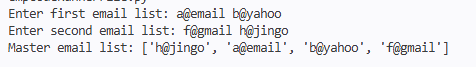 Enter first email list: a@email b@yahoo
Enter second email list: f@gmail h@jingo
Master email list: ['h@jingo', 'a@email', 'b@yahoo', 'f@gmail']